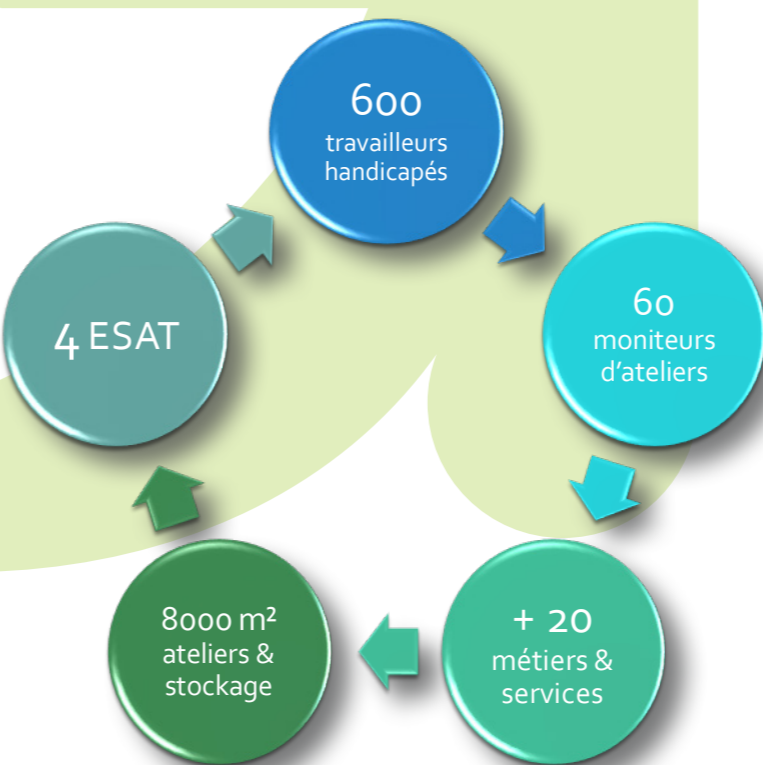 600
travailleurs
handicapés
60
moniteurs
d'ateliers
+ 20
métiers &
services
8000 m²
ateliers &
stockage
4 ESAT